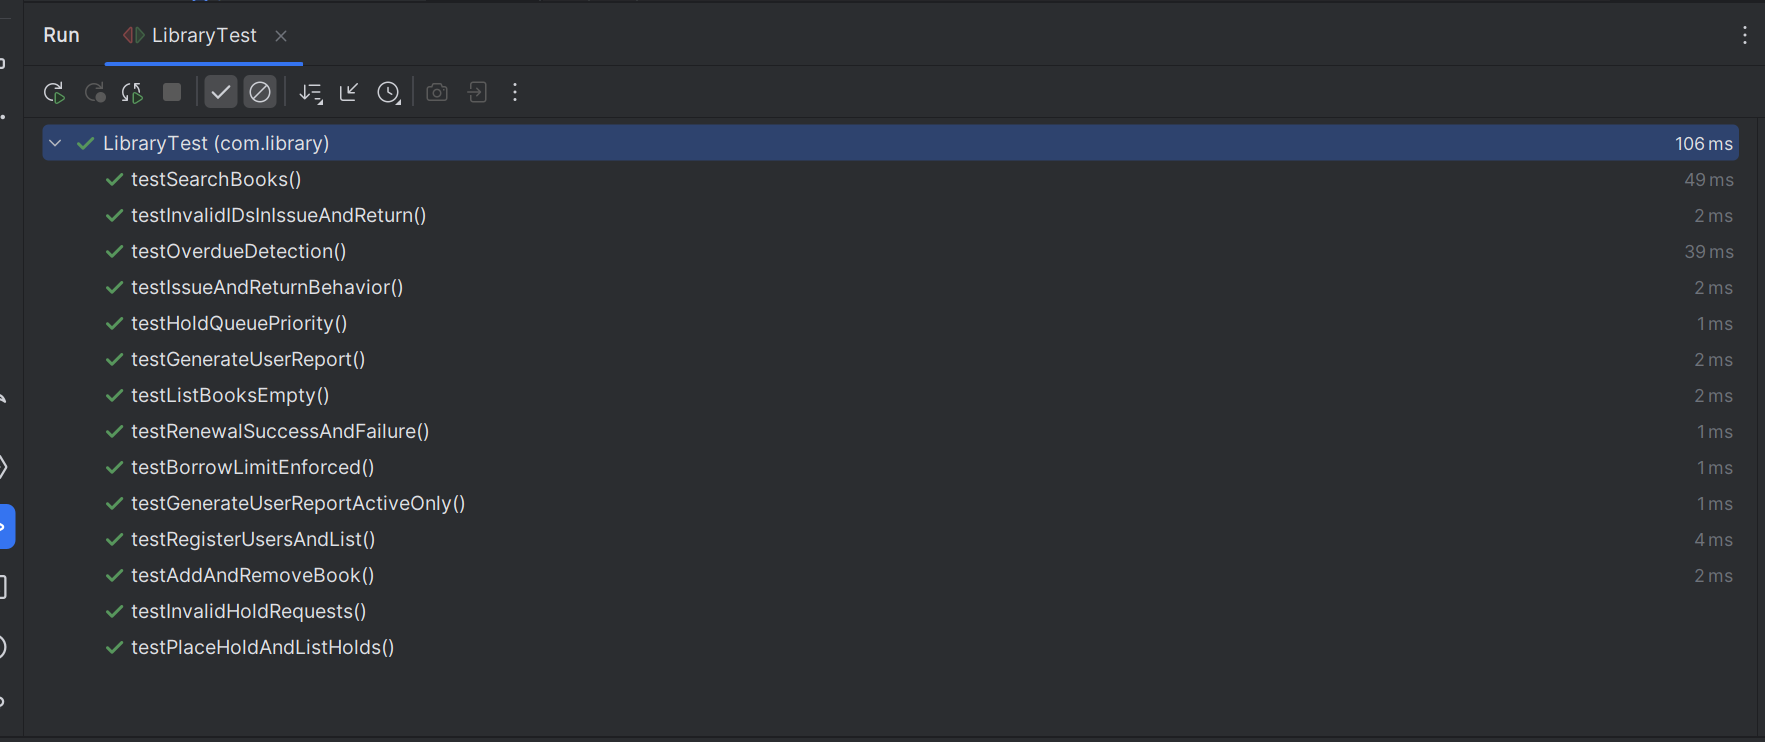 Run LibraryTest
LibraryTest (com.library) 106 ms
testSearchBooks() 49 ms
testInvalidIDsInIssueAndReturn() 2 ms
testOverdueDetection() 39 ms
testIssueAndReturnBehavior() 2 ms
testHoldQueuePriority() 1 ms
testGenerateUserReport() 2 ms
testListBooksEmpty() 2 ms
testRenewalSuccessAndFailure() 1 ms
testBorrowLimitEnforced() 1 ms
testGenerateUserReportActiveOnly() 1 ms
testRegisterUsersAndList() 4 ms
testAddAndRemoveBook() 2 ms
testInvalidHoldRequests()
testPlaceHoldAndListHolds()